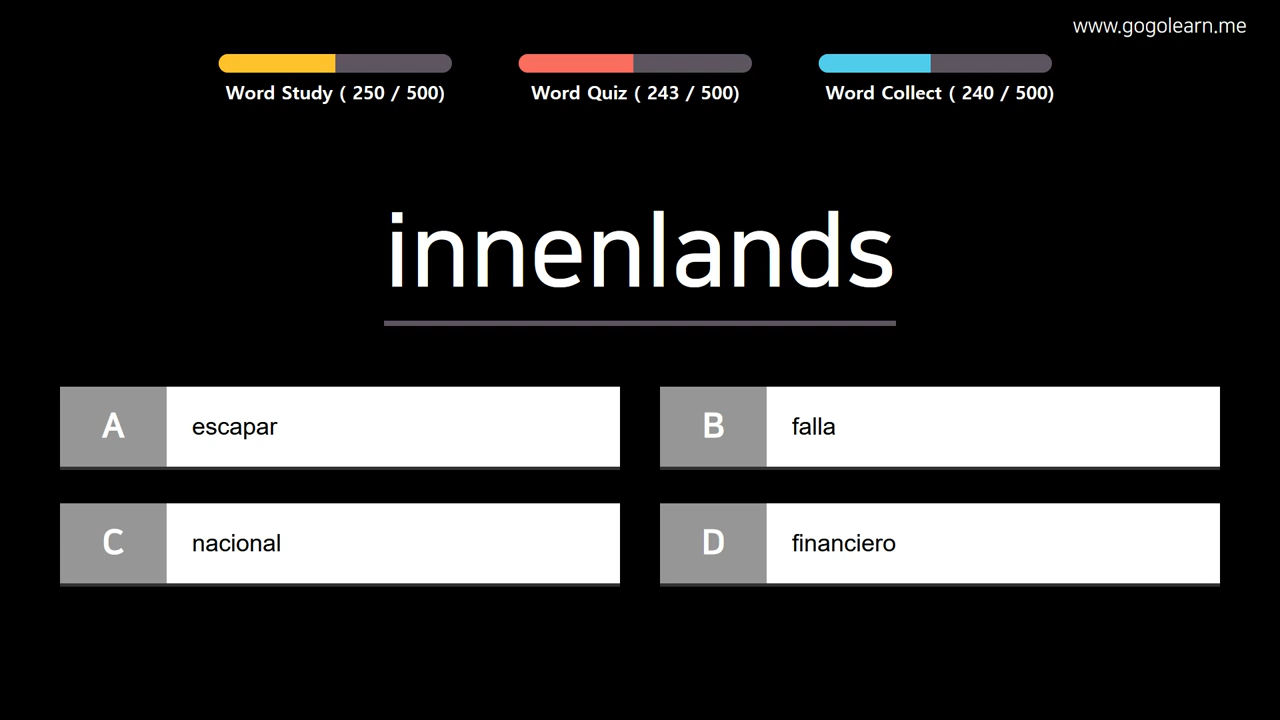 www.gogolearn.me
Word Study ( 250 / 500)
Word Quiz ( 243 / 500)
Word Collect ( 240 / 500)
innenlands
A escapar
B falla
C nacional
D financiero